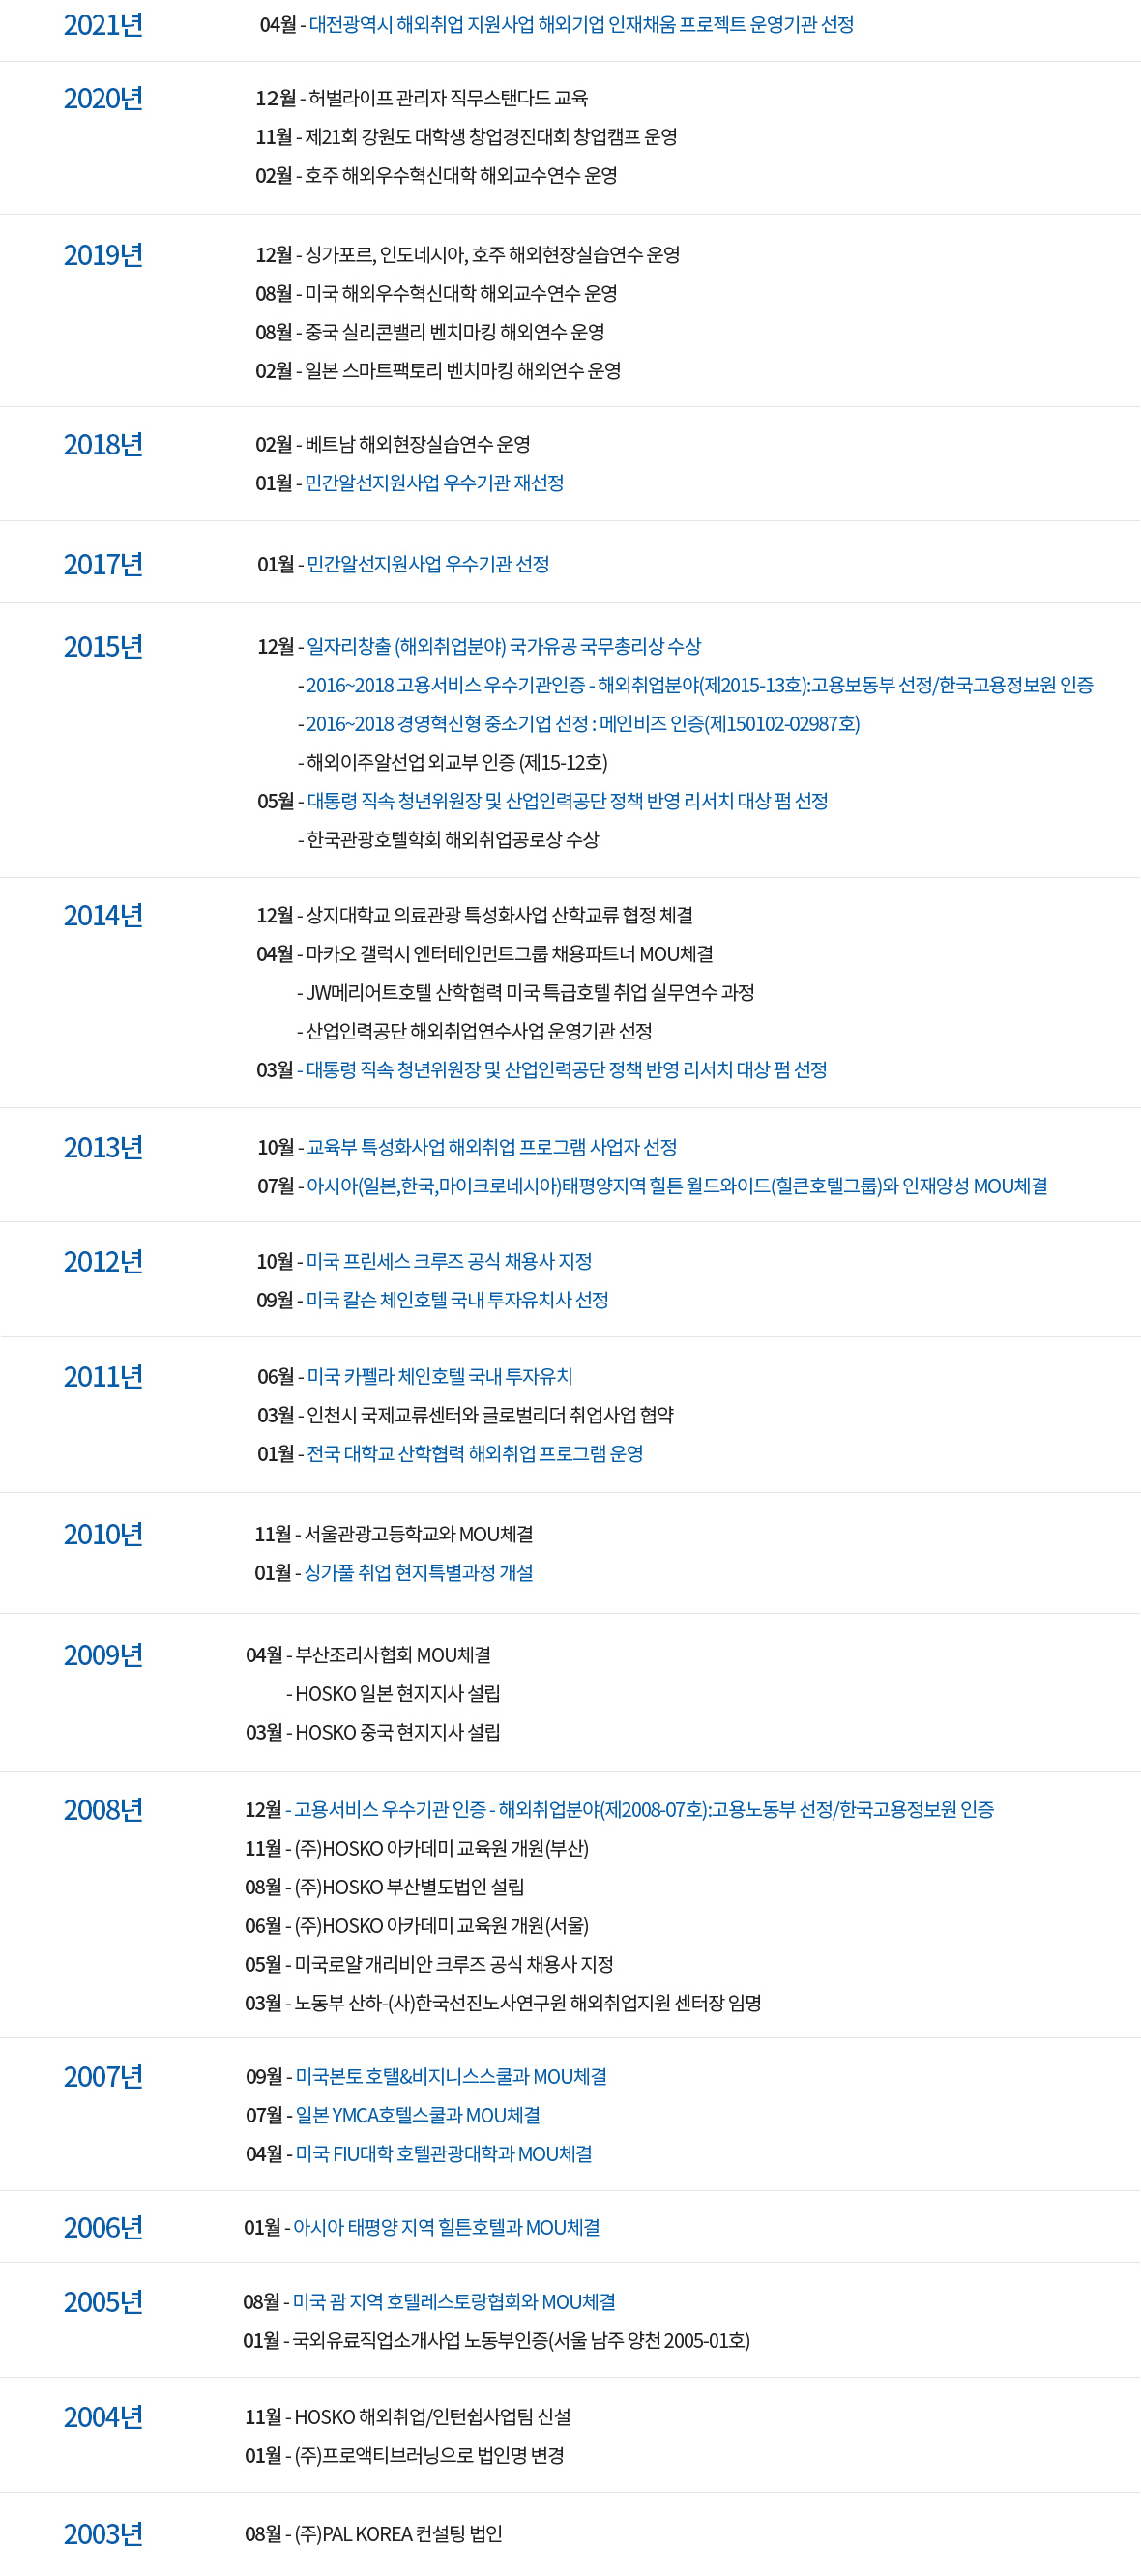 2021년
04월 - 대전광역시 해외취업 지원사업 해외기업 인재채움 프로젝트 운영기관 선정
2020년
12월 - 허벌라이프 관리자 직무스탠다드 교육
11월 - 제21회 강원도 대학생 창업경진대회 창업캠프 운영
02월 - 호주 해외우수혁신대학 해외교수연수 운영
2019년
12월 - 싱가포르, 인도네시아, 호주 해외현장실습연수 운영
08월 - 미국 해외우수혁신대학 해외교수연수 운영
08월 - 중국 실리콘밸리 벤치마킹 해외연수 운영
02월 - 일본 스마트팩토리 벤치마킹 해외연수 운영
2018년
02월 - 베트남 해외현장실습연수 운영
01월 - 민간알선지원사업 우수기관 재선정
2017년
01월 - 민간알선지원사업 우수기관 선정
2015년
12월 - 일자리창출 (해외취업분야) 국가유공 국무총리상 수상
- 2016~2018 고용서비스 우수기관인증 - 해외취업분야(제2015-13호):고용보동부 선정/한국고용정보원 인증
- 2016~2018 경영혁신형 중소기업 선정 : 메인비즈 인증(제150102-02987호)
- 해외이주알선업 외교부 인증 (제15-12호)
05월 - 대통령 직속 청년위원장 및 산업인력공단 정책 반영 리서치 대상 펌 선정
- 한국관광호텔학회 해외취업공로상 수상
2014년
12월 - 상지대학교 의료관광 특성화사업 산학교류 협정 체결
04월 - 마카오 갤럭시 엔터테인먼트그룹 채용파트너 MOU체결
- JW메리어트호텔 산학협력 미국 특급호텔 취업 실무연수 과정
- 산업인력공단 해외취업연수사업 운영기관 선정
03월 - 대통령 직속 청년위원장 및 산업인력공단 정책 반영 리서치 대상 펌 선정
2013년
10월 - 교육부 특성화사업 해외취업 프로그램 사업자 선정
07월 - 아시아(일본,한국,마이크로네시아)태평양지역 힐튼 월드와이드(힐큰호텔그룹)와 인재양성 MOU체결
2012년
10월 - 미국 프린세스 크루즈 공식 채용사 지정
09월 - 미국 칼슨 체인호텔 국내 투자유치사 선정
2011년
06월 - 미국 카펠라 체인호텔 국내 투자유치
03월 - 인천시 국제교류센터와 글로벌리더 취업사업 협약
01월 - 전국 대학교 산학협력 해외취업 프로그램 운영
2010년
11월 - 서울관광고등학교와 MOU체결
01월 - 싱가풀 취업 현지특별과정 개설
2009년
04월 - 부산조리사협회 MOU체결
- HOSKO 일본 현지지사 설립
03월 - HOSKO 중국 현지지사 설립
2008년
12월 - 고용서비스 우수기관 인증 - 해외취업분야(제2008-07호):고용노동부 선정/한국고용정보원 인증
11월 - (주)HOSKO 아카데미 교육원 개원(부산)
08월 - (주)HOSKO 부산별도법인 설립
06월 - (주)HOSKO 아카데미 교육원 개원(서울)
05월 - 미국로얄 개리비안 크루즈 공식 채용사 지정
03월 - 노동부 산하-(사)한국선진노사연구원 해외취업지원 센터장 임명
2007년
09월 - 미국본토 호탤&비지니스스쿨과 MOU체결
07월 - 일본 YMCA호텔스쿨과 MOU체결
04월 - 미국 FIU대학 호텔관광대학과 MOU체결
2006년
01월 - 아시아 태평양 지역 힐튼호텔과 MOU체결
2005년
08월 - 미국 괌 지역 호텔레스토랑협회와 MOU체결
01월 - 국외유료직업소개사업 노동부인증(서울 남주 양천 2005-01호)
2004년
11월 - HOSKO 해외취업/인턴쉽사업팀 신설
01월 - (주)프로액티브러닝으로 법인명 변경
2003년
08월 - (주)PAL KOREA 컨설팅 법인